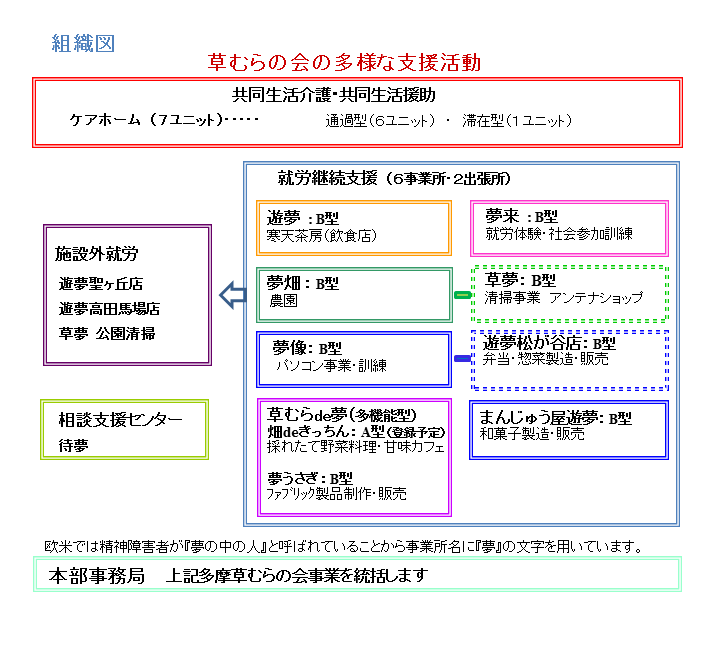 組織図
草むらの会の多様な支援活動
共同生活介護・共同生活援助
ケアホーム（７ユニット）・・・・・ 通過型（６ユニット） ・ 滞在型（１ユニット）
就労継続支援（６事業所・２出張所）
遊夢 ：B型
寒天茶房（飲食店）
夢来 ：B型
就労体験・社会参加訓練
夢畑：B型
農園
草夢：B型
清掃事業 アンテナショップ
夢像：B型
パソコン事業・訓練
遊夢松が谷店：B型
弁当・惣菜製造・販売
草むらde夢（多機能型）
畑deきっちん：A型（登録予定）
採れたて野菜料理・甘味カフェ
夢うさぎ：B型
ﾌｧﾌﾞﾘｯｸ製品制作・販売
まんじゅう屋遊夢：B型
和菓子製造・販売
施設外就労
遊夢聖ヶ丘店
遊夢高田馬場店
草夢 公園清掃
相談支援センター
待夢
欧米では精神障害者が『夢の中の人』と呼ばれていることから事業所名に『夢』の文字を用いています。
本部事務局 上記多摩草むらの会事業を統括します